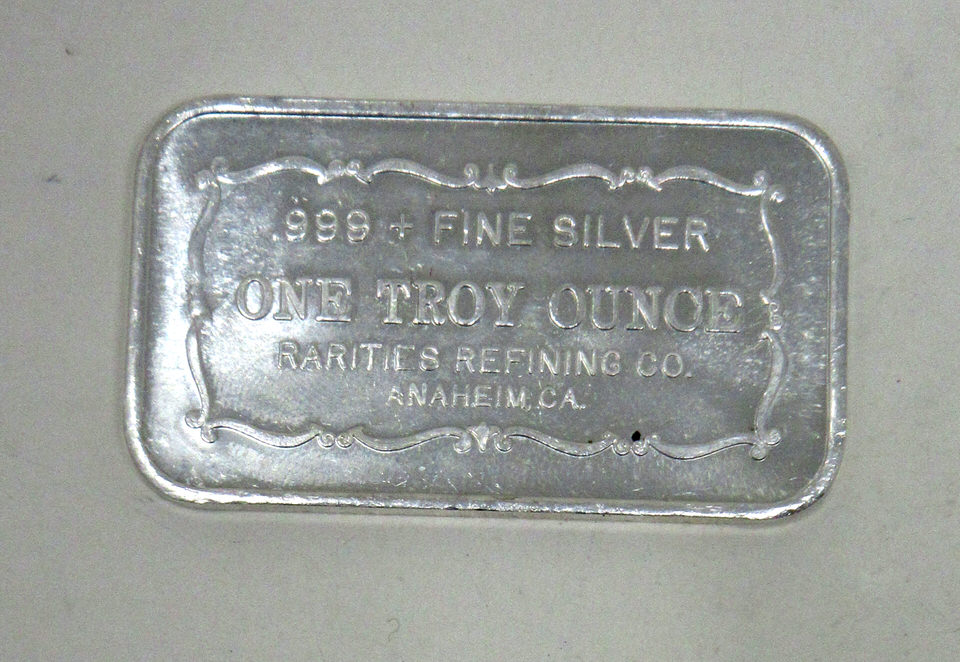 .999 + FINE SILVER
ONE TROY OUNCE
RARITIES REFINING CO.
ANAHEIM, CA.